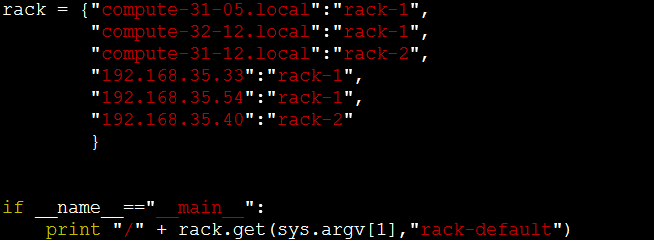 rack = {"compute-31-05.local":"rack-1",
        "compute-32-12.local":"rack-1",
        "compute-31-12.local":"rack-2",
        "192.168.35.33":"rack-1",
        "192.168.35.54":"rack-1",
        "192.168.35.40":"rack-2"
        }
if __name__=="__main__":
    print "/" + rack.get(sys.argv[1],"rack-default")